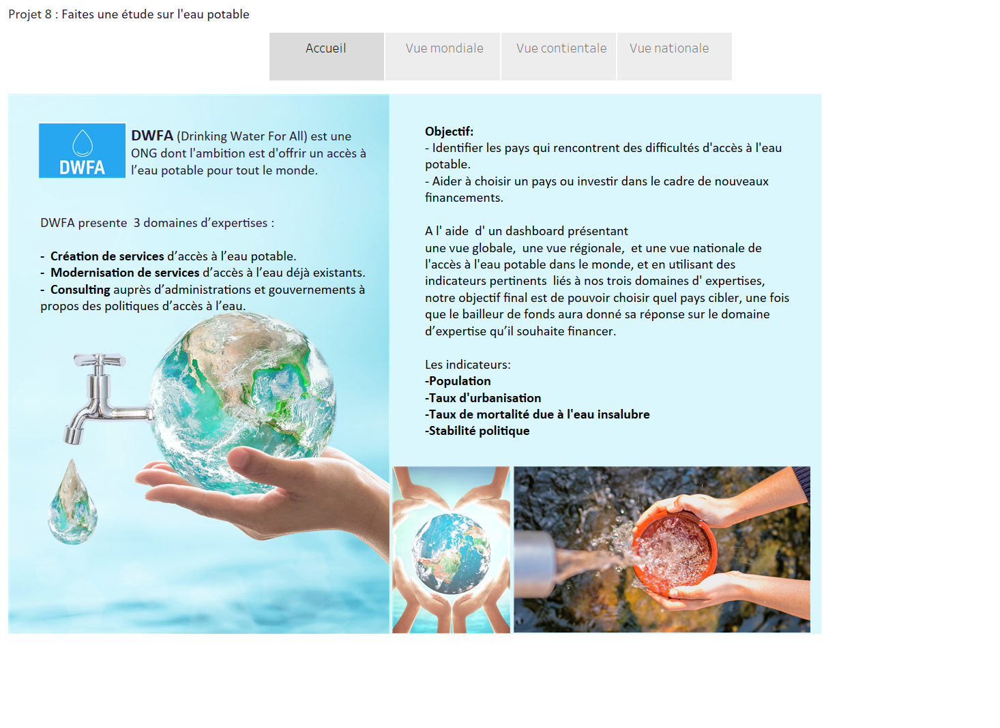 Projet 8 : Faites une étude sur l'eau potable
Accueil
Vue mondiale
Vue contientale
Vue nationale
DWFA
DWFA (Drinking Water For All) est une
ONG dont l'ambition est d'offrir un accès à
l’eau potable pour tout le monde.
DWFA presente  3 domaines d’expertises :
-  Création de services d’accès à l’eau potable.
-  Modernisation de services d’accès à l’eau déjà existants.
-  Consulting auprès d’administrations et gouvernements à
propos des politiques d’accès à l’eau.
Objectif:
- Identifier les pays qui rencontrent des difficultés d'accès à l'eau
potable.
- Aider à choisir un pays ou investir dans le cadre de nouveaux
financements.
A l' aide  d' un dashboard présentant
une vue globale,  une vue régionale,  et une vue nationale de
l'accès à l'eau potable dans le monde, et en utilisant des
indicateurs pertinents  liés à nos trois domaines d' expertises,
notre objectif final est de pouvoir choisir quel pays cibler, une fois
que le bailleur de fonds aura donné sa réponse sur le domaine
d’expertise qu’il souhaite financer.
Les indicateurs:
-Population
-Taux d'urbanisation
-Taux de mortalité due à l'eau insalubre
-Stabilité politique